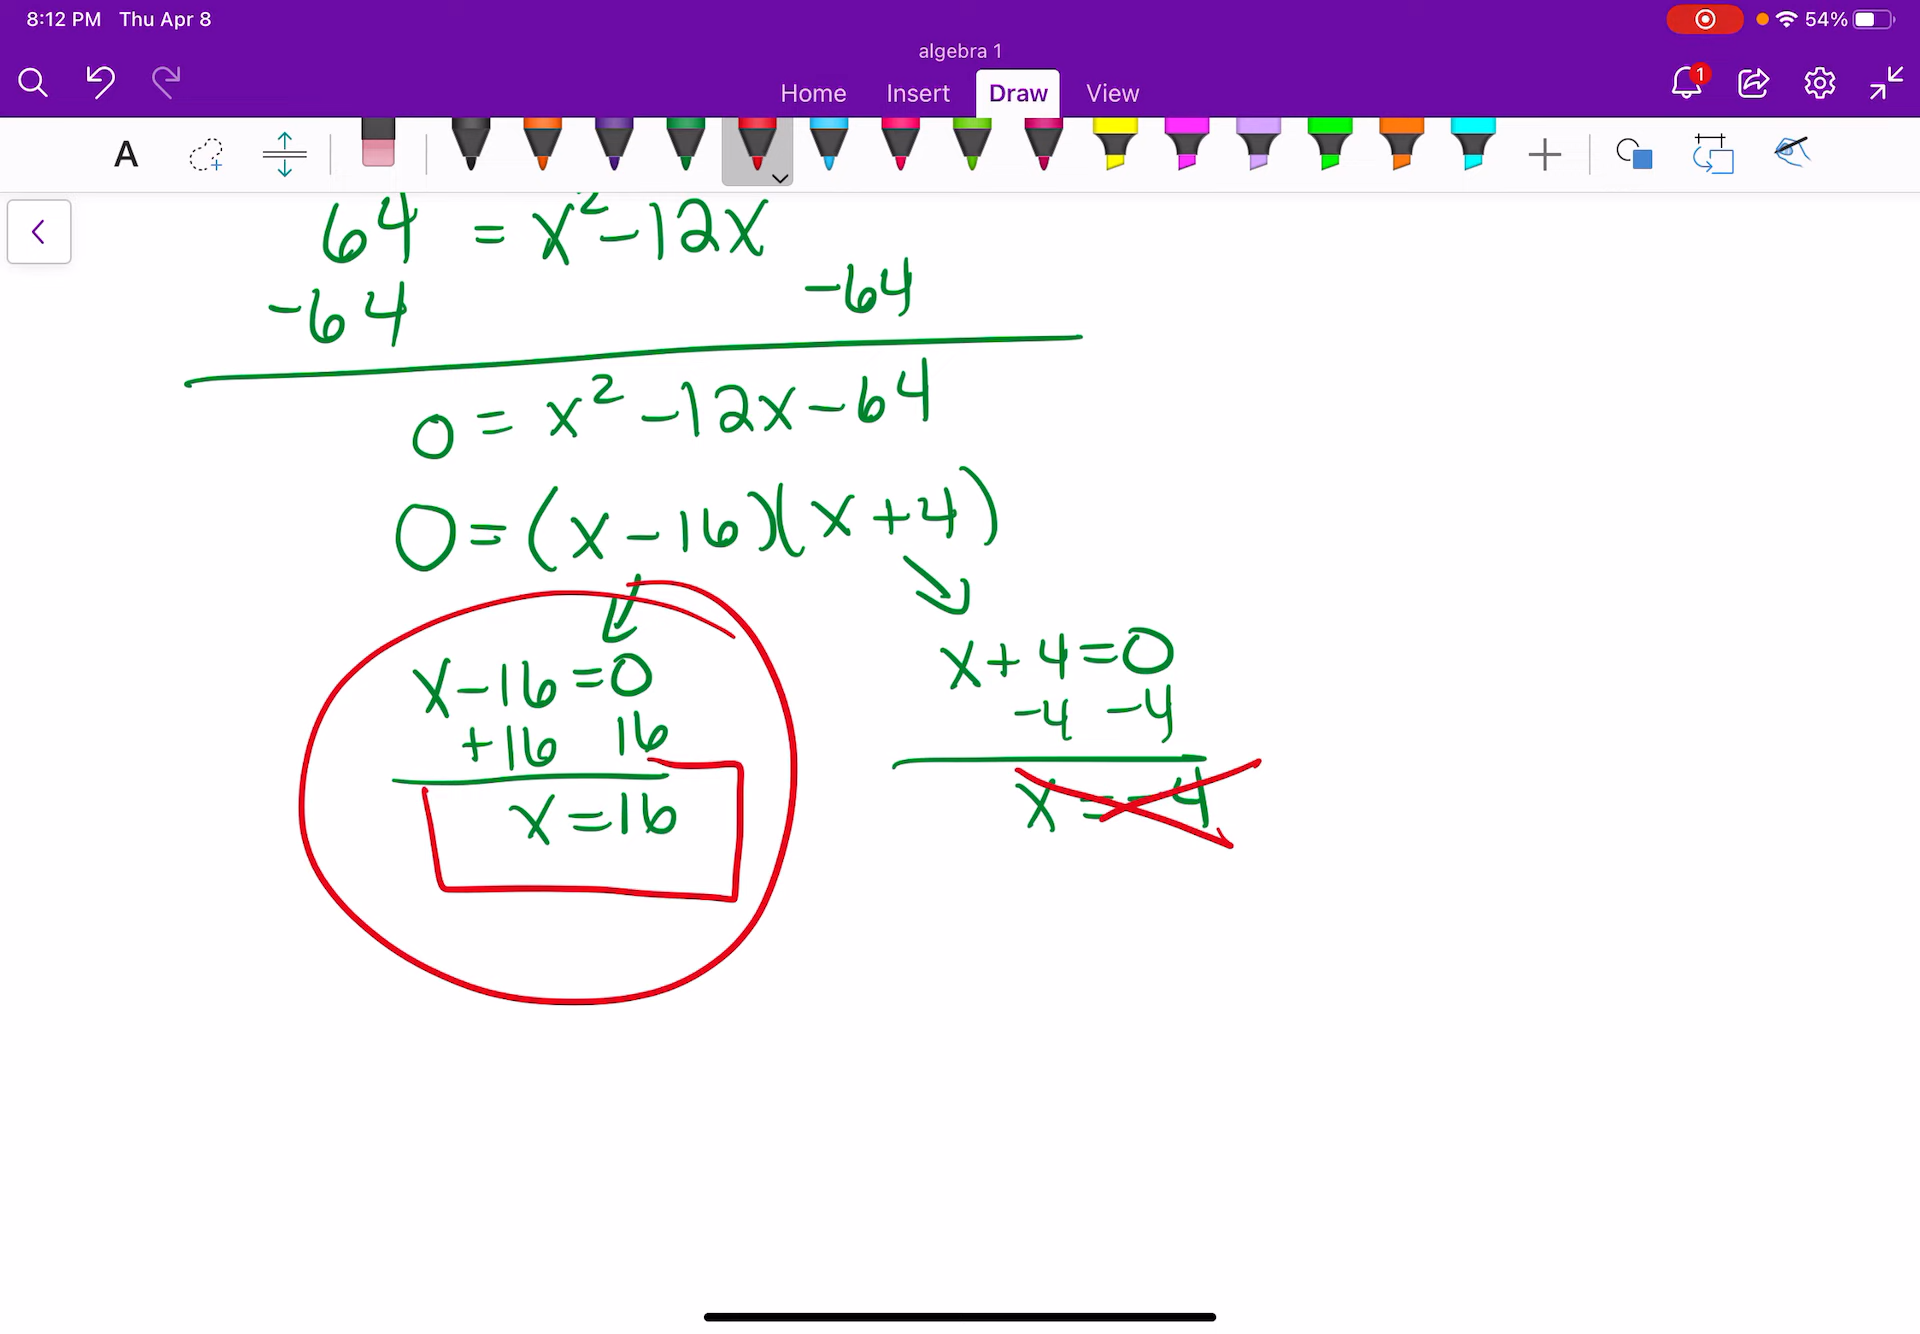 8:12 PM Thu Apr 8
54%
algebra 1
Home Insert Draw View
1
A
64 = x² - 12x
-64 -64
0 = x² - 12x - 64
0 = (x - 16)(x + 4)
x - 16 = 0
+16 16
x = 16
x + 4 = 0
-4 -4
x = -4